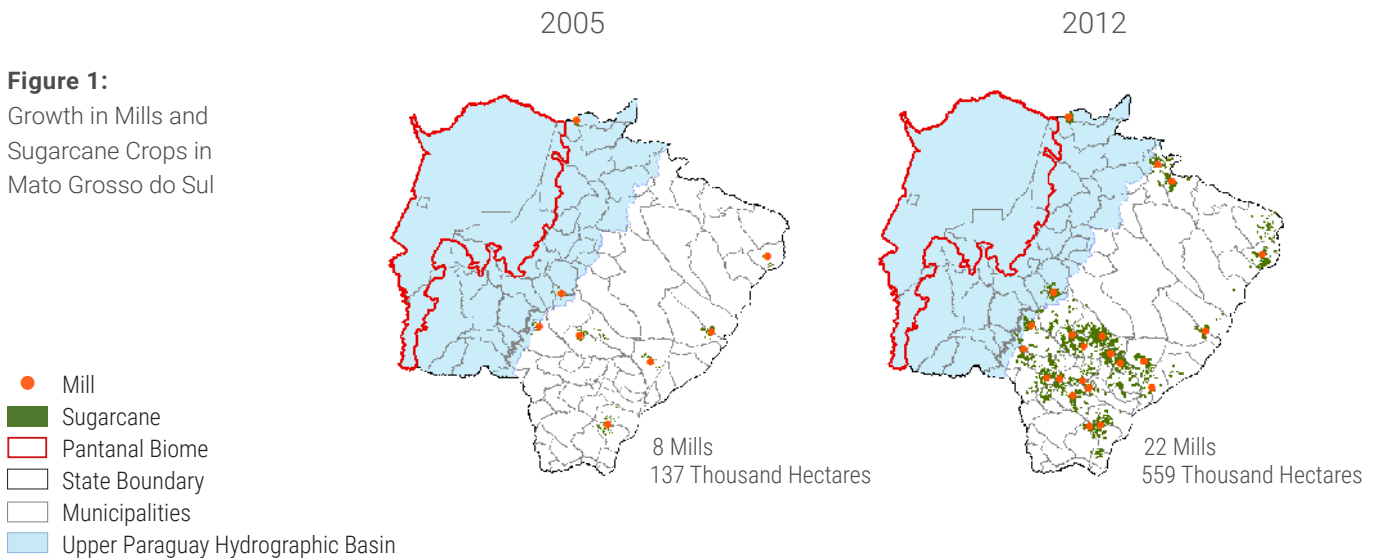 2005
2012
Figure 1:
Growth in Mills and
Sugarcane Crops in
Mato Grosso do Sul
Mill
Sugarcane
Pantanal Biome
State Boundary
Municipalities
Upper Paraguay Hydrographic Basin
8 Mills
137 Thousand Hectares
22 Mills
559 Thousand Hectares